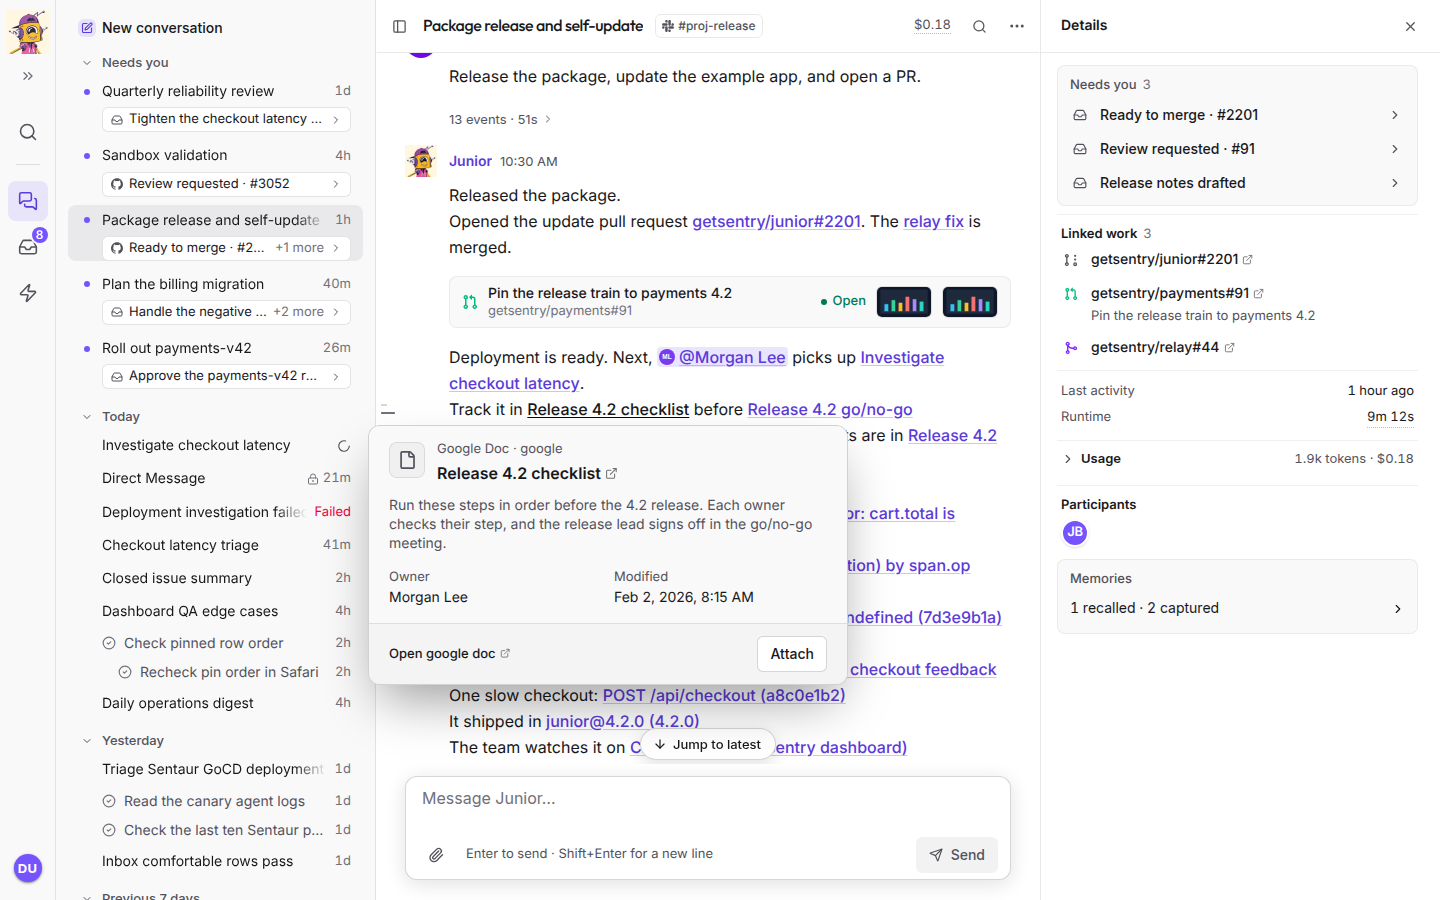 New conversation
Needs you
Quarterly reliability review 1d
Tighten the checkout latency ...
Sandbox validation 4h
Review requested · #3052
Package release and self-update 1h
Ready to merge · #2... +1 more
Plan the billing migration 40m
Handle the negative ... +2 more
Roll out payments-v42 26m
Approve the payments-v42 r...
Today
Investigate checkout latency
Direct Message 21m
Deployment investigation failed Failed
Checkout latency triage 41m
Closed issue summary 2h
Dashboard QA edge cases 4h
Check pinned row order 2h
Recheck pin order in Safari 2h
Daily operations digest 4h
Yesterday
Triage Sentaur GoCD deployment 1d
Read the canary agent logs 1d
Check the last ten Sentaur p... 1d
Inbox comfortable rows pass 1d
Previous 7 days
8
DU
Package release and self-update #proj-release $0.18
Release the package, update the example app, and open a PR.
13 events · 51s
Junior 10:30 AM
Released the package.
Opened the update pull request getsentry/junior#2201. The relay fix is
merged.
Pin the release train to payments 4.2
getsentry/payments#91
Open
Deployment is ready. Next, ML @Morgan Lee picks up Investigate
checkout latency.
Track it in Release 4.2 checklist before Release 4.2 go/no-go
s are in Release 4.2
or: cart.total is
tion) by span.op
ndefined (7d3e9b1a)
checkout feedback
Google Doc · google
Release 4.2 checklist
Run these steps in order before the 4.2 release. Each owner
checks their step, and the release lead signs off in the go/no-go
meeting.
Owner Modified
Morgan Lee Feb 2, 2026, 8:15 AM
Open google doc Attach
One slow checkout: POST /api/checkout (a8c0e1b2)
It shipped in junior@4.2.0 (4.2.0)
The team watches it on C entry dashboard)
Jump to latest
Message Junior...
Enter to send · Shift+Enter for a new line
Send
Details
Needs you 3
Ready to merge · #2201
Review requested · #91
Release notes drafted
Linked work 3
getsentry/junior#2201
getsentry/payments#91
Pin the release train to payments 4.2
getsentry/relay#44
Last activity 1 hour ago
Runtime 9m 12s
Usage 1.9k tokens · $0.18
Participants
JB
Memories
1 recalled · 2 captured